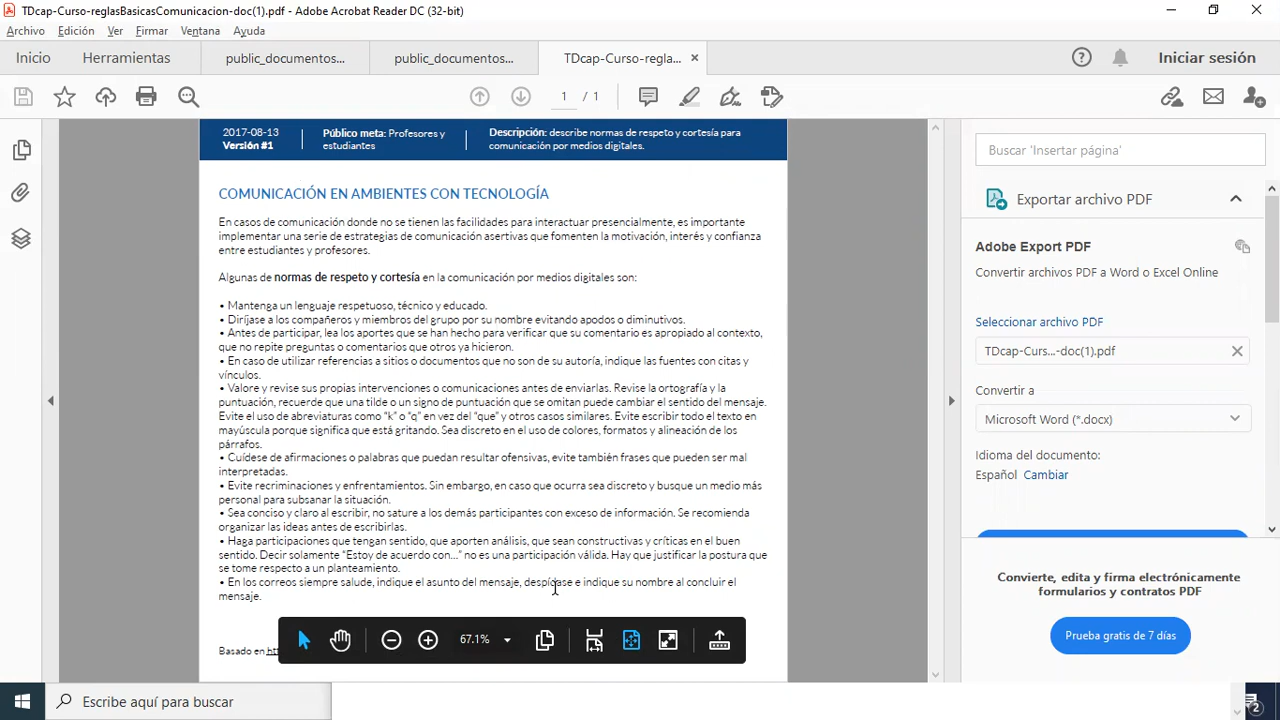 TDcap-Curso-reglasBasicasComunicacion-doc(1).pdf - Adobe Acrobat Reader DC (32-bit)
Archivo Edición Ver Firmar Ventana Ayuda
Inicio Herramientas public_documentos... public_documentos... TDcap-Curso-regla... Iniciar sesión
1 / 1
2017-08-13
Versión #1
Público meta: Profesores y
estudiantes
Descripción: describe normas de respeto y cortesía para
comunicación por medios digitales.
COMUNICACIÓN EN AMBIENTES CON TECNOLOGÍA
En casos de comunicación donde no se tienen las facilidades para interactuar presencialmente, es importante
implementar una serie de estrategias de comunicación asertivas que fomenten la motivación, interés y confianza
entre estudiantes y profesores.
Algunas de normas de respeto y cortesía en la comunicación por medios digitales son:
• Mantenga un lenguaje respetuoso, técnico y educado.
• Diríjase a los compañeros y miembros del grupo por su nombre evitando apodos o diminutivos.
• Antes de participar, lea los aportes que se han hecho para verificar que su comentario es apropiado al contexto,
que no repite preguntas o comentarios que otros ya hicieron.
• En caso de utilizar referencias a sitios o documentos que no son de su autoría, indique las fuentes con citas y
vínculos.
• Valore y revise sus propias intervenciones o comunicaciones antes de enviarlas. Revise la ortografía y la
puntuación, recuerde que una tilde o un signo de puntuación que se omitan puede cambiar el sentido del mensaje.
Evite el uso de abreviaturas como "k" o "q" en vez del "que" y otros casos similares. Evite escribir todo el texto en
mayúscula porque significa que está gritando. Sea discreto en el uso de colores, formatos y alineación de los
párrafos.
• Cuídese de afirmaciones o palabras que puedan resultar ofensivas, evite también frases que pueden ser mal
interpretadas.
• Evite recriminaciones y enfrentamientos. Sin embargo, en caso que ocurra sea discreto y busque un medio más
personal para subsanar la situación.
• Sea conciso y claro al escribir, no sature a los demás participantes con exceso de información. Se recomienda
organizar las ideas antes de escribirlas.
• Haga participaciones que tengan sentido, que aporten análisis, que sean constructivas y críticas en el buen
sentido. Decir solamente "Estoy de acuerdo con..." no es una participación válida. Hay que justificar la postura que
se tome respecto a un planteamiento.
• En los correos siempre salude, indique el asunto del mensaje, despídase e indique su nombre al concluir el
mensaje.
Basado en
67.1%
Buscar 'Insertar página'
Exportar archivo PDF
Adobe Export PDF
Convertir archivos PDF a Word o Excel Online
Seleccionar archivo PDF
TDcap-Curs...-doc(1).pdf
Convertir a
Microsoft Word (*.docx)
Idioma del documento:
Español Cambiar
Convierte, edita y firma electrónicamente
formularios y contratos PDF
Prueba gratis de 7 días
Escribe aquí para buscar
2